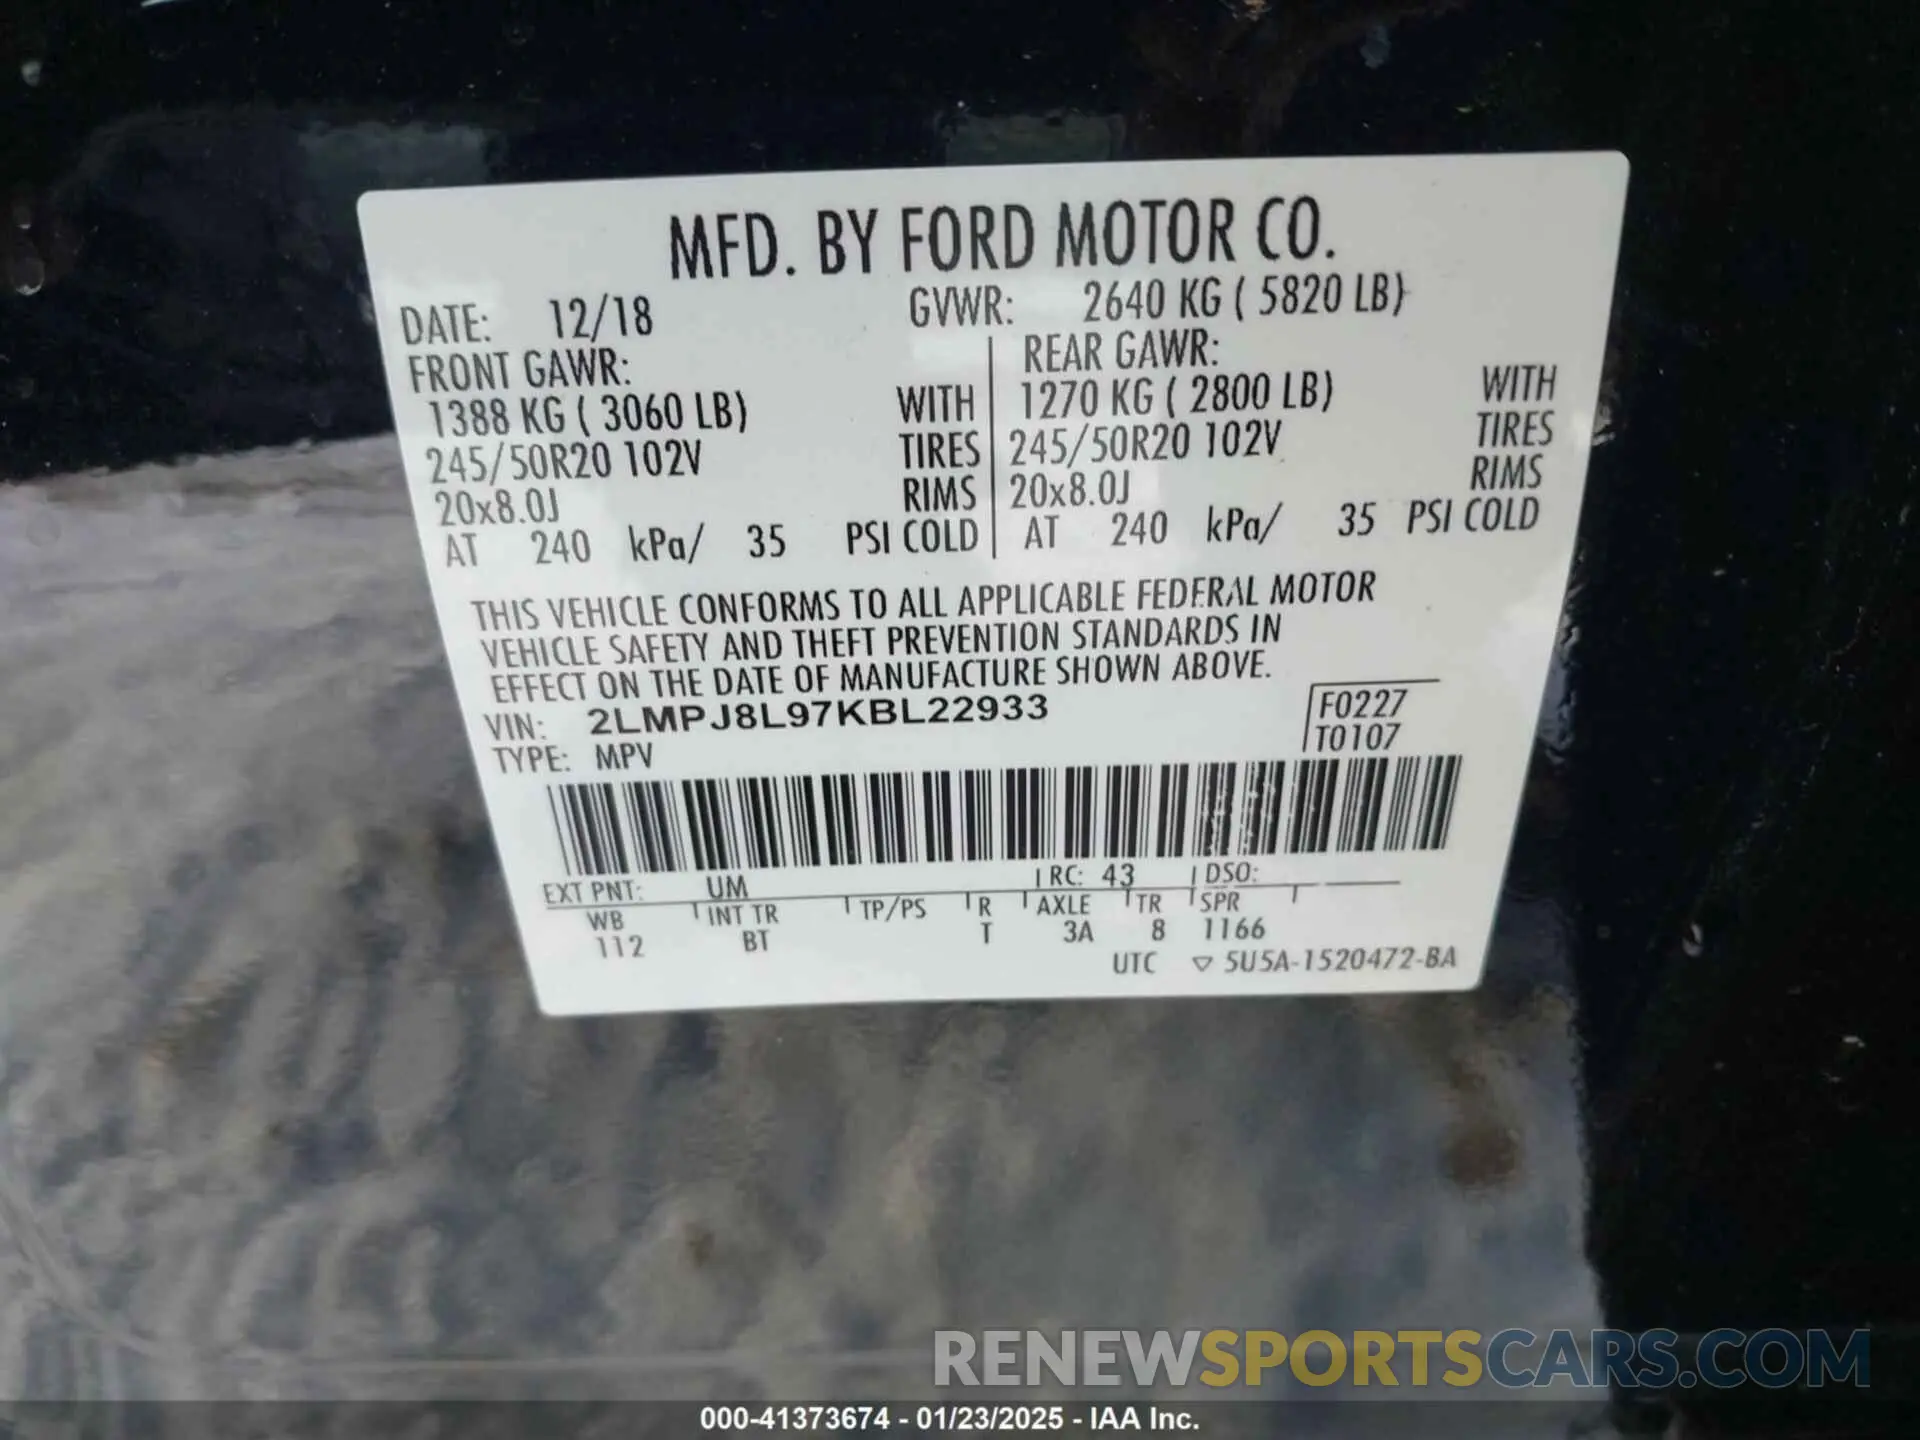 MFD. BY FORD MOTOR CO.
DATE: 12/18 GVWR: 2640 KG ( 5820 LB)
FRONT GAWR: REAR GAWR:
1388 KG ( 3060 LB) WITH 1270 KG ( 2800 LB) WITH
245/50R20 102V TIRES 245/50R20 102V TIRES
20x8.0J RIMS 20x8.0J RIMS
AT 240 kPa/ 35 PSI COLD AT 240 kPa/ 35 PSI COLD
THIS VEHICLE CONFORMS TO ALL APPLICABLE FEDERAL MOTOR
VEHICLE SAFETY AND THEFT PREVENTION STANDARDS IN
EFFECT ON THE DATE OF MANUFACTURE SHOWN ABOVE.
VIN: 2LMPJ8L97KBL22933 F0227
TYPE: MPV T0107
EXT PNT: UM RC: 43 DSO:
WB INT TR TP/PS R AXLE TR SPR
112 BT T 3A 8 1166
UTC ▽ 5U5A-1520472-BA
RENEWSPORTSCARS.COM
000-41373674 - 01/23/2025 - IAA Inc.